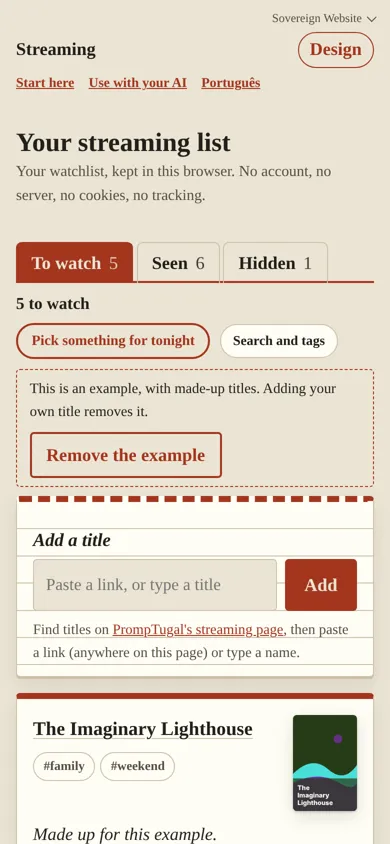 Sovereign Website
Streaming
Design
Start here
Use with your AI
Português
Your streaming list
Your watchlist, kept in this browser. No account, no
server, no cookies, no tracking.
To watch 5
Seen 6
Hidden 1
5 to watch
Pick something for tonight
Search and tags
This is an example, with made-up titles. Adding your
own title removes it.
Remove the example
Add a title
Paste a link, or type a title
Add
Find titles on PrompTugal's streaming page, then paste
a link (anywhere on this page) or type a name.
The Imaginary Lighthouse
#family
#weekend
The
Imaginary
Lighthouse
Made up for this example.